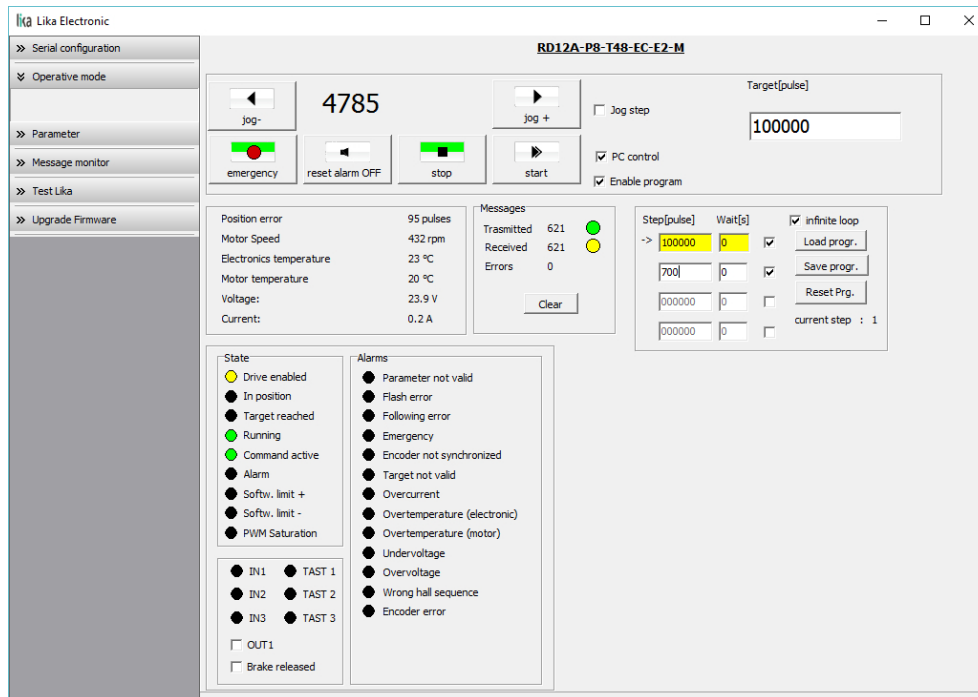 lika Lika Electronic
» Serial configuration
Operative mode
» Parameter
» Message monitor
» Test Lika
» Upgrade Firmware
RD12A-P8-T48-EC-E2-M
jog-
4785
jog +
Jog step
Target[pulse]
100000
emergency
reset alarm OFF
stop
start
PC control
Enable program
Position error 95 pulses
Motor Speed 432 rpm
Electronics temperature 23 °C
Motor temperature 20 °C
Voltage: 23.9 V
Current: 0.2 A
Messages
Trasmitted 621
Received 621
Errors 0
Clear
Step[pulse] Wait[s] infinite loop
-> 100000 0 Load progr.
700 0 Save progr.
000000 0 Reset Prg.
000000 0 current step : 1
State
Drive enabled
In position
Target reached
Running
Command active
Alarm
Softw. limit +
Softw. limit -
PWM Saturation
IN1 TAST 1
IN2 TAST 2
IN3 TAST 3
OUT1
Brake released
Alarms
Parameter not valid
Flash error
Following error
Emergency
Encoder not synchronized
Target not valid
Overcurrent
Overtemperature (electronic)
Overtemperature (motor)
Undervoltage
Overvoltage
Wrong hall sequence
Encoder error